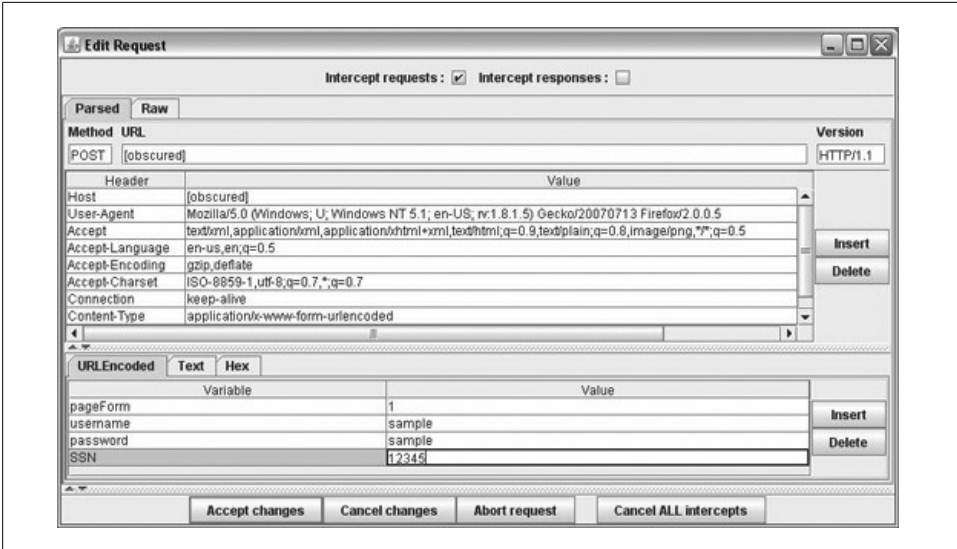 Edit Request
Intercept requests : Intercept responses :
Parsed Raw
Method URL Version
POST [obscured] HTTP/1.1
Header Value
Host [obscured]
User-Agent Mozilla/5.0 (Windows; U; Windows NT 5.1; en-US; rv:1.8.1.5) Gecko/20070713 Firefox/2.0.0.5
Accept text/xml,application/xml,application/xhtml+xml,text/html;q=0.9,text/plain;q=0.8,image/png,*/*;q=0.5
Accept-Language en-us,en;q=0.5
Insert
Accept-Encoding gzip,deflate
Delete
Accept-Charset ISO-8859-1,utf-8;q=0.7,*;q=0.7
Connection keep-alive
Content-Type application/x-www-form-urlencoded
URLEncoded Text Hex
Variable Value
pageForm 1
Insert
username sample
password sample
Delete
SSN 12345
Accept changes Cancel changes Abort request Cancel ALL intercepts